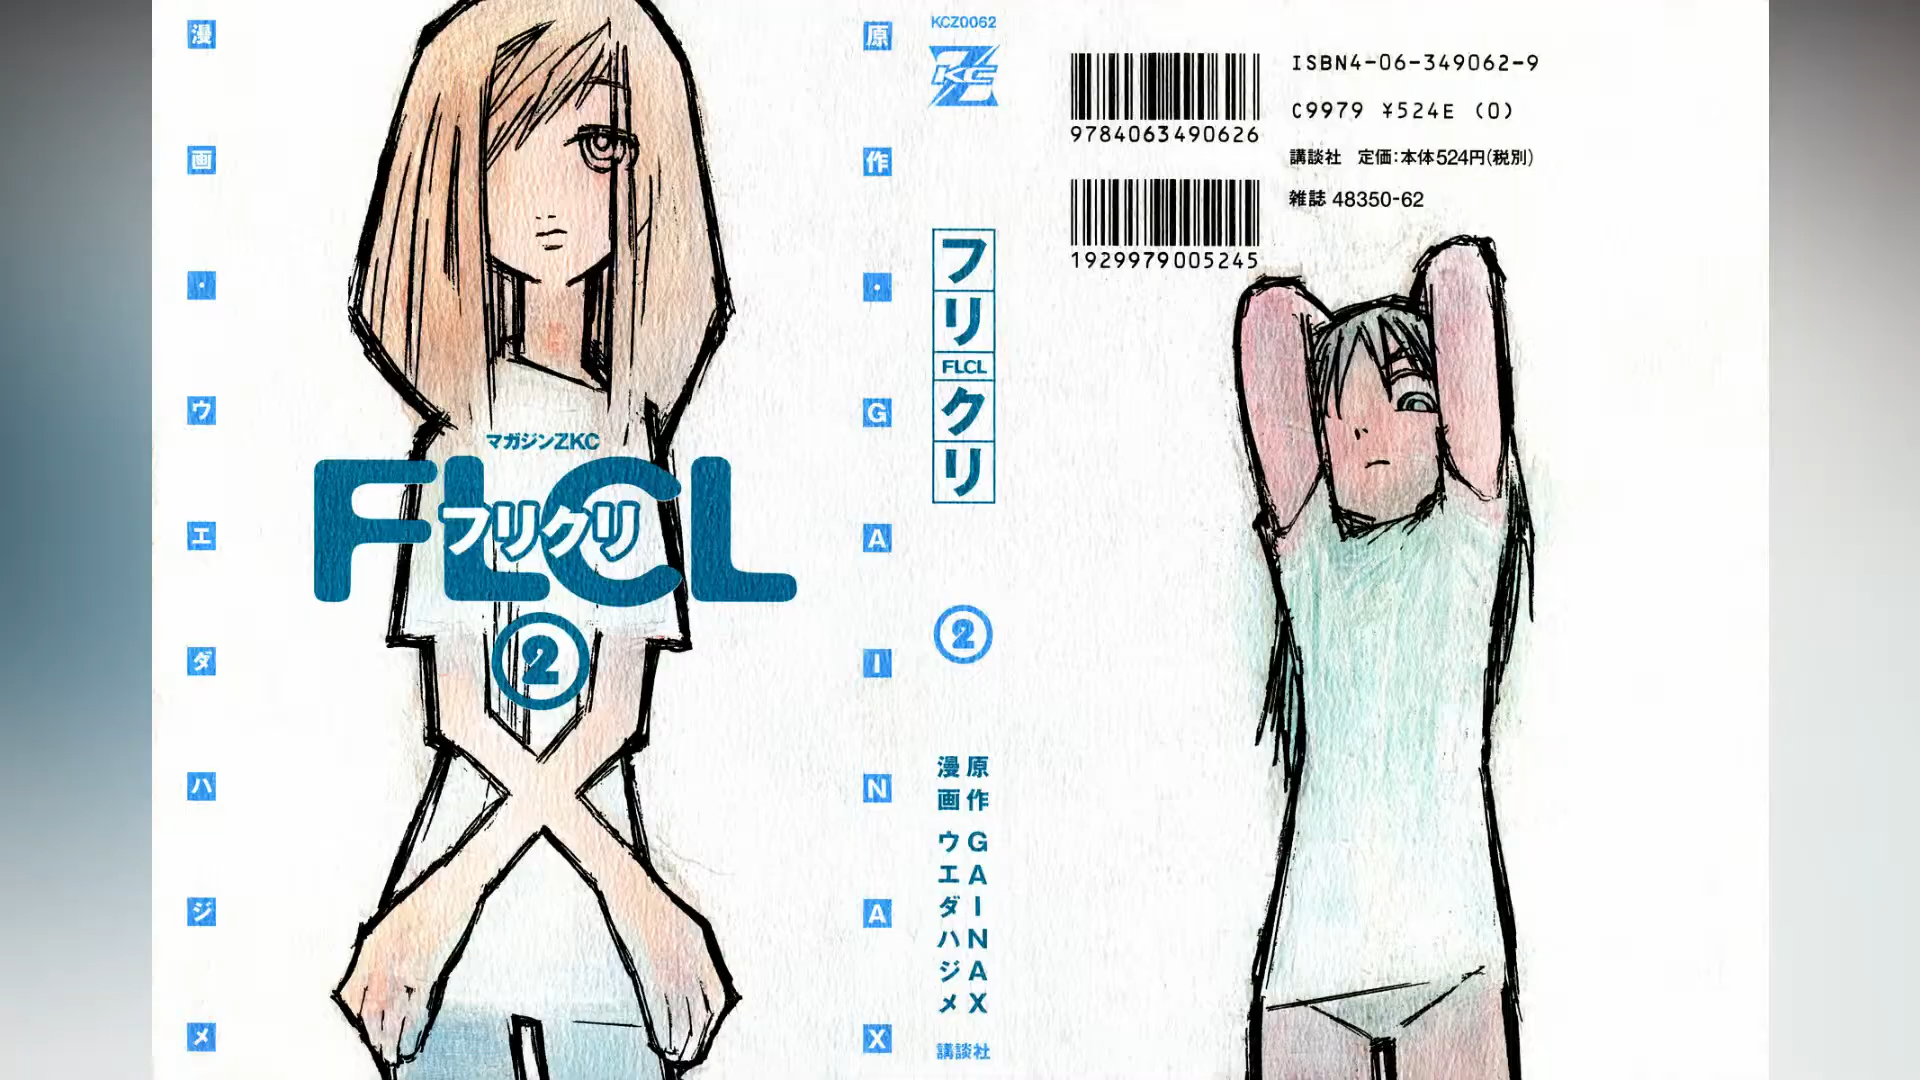 漫画・ウエダハジメ
マガジンZKC
FLCL
フリクリ
2
原作・GAINAX
KCZ0062
KC
Z
フリ
FLCL
クリ
2
原作 GAINAX
漫画 ウエダハジメ
講談社
9784063490626
1929979005245
ISBN4-06-349062-9
C9979 ¥524E (0)
講談社 定価:本体524円(税別)
雑誌 48350-62